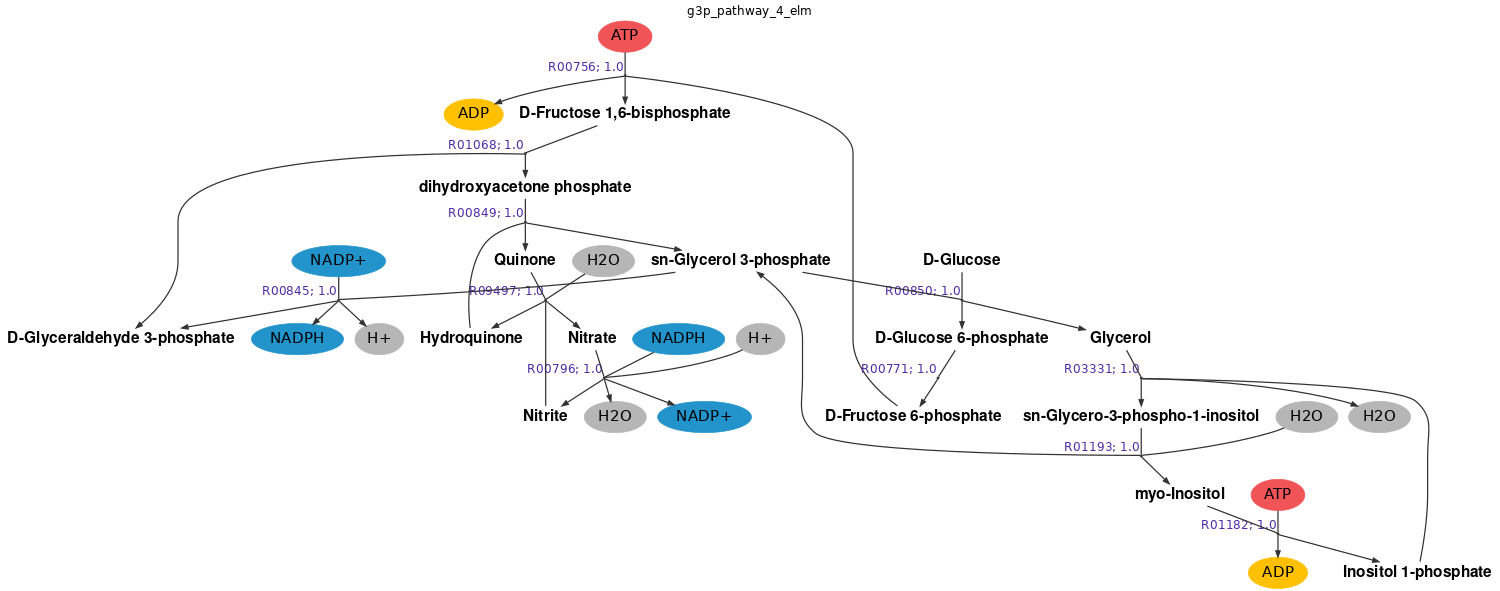 g3p_pathway_4_elm
ATP
R00756; 1.0
ADP
D-Fructose 1,6-bisphosphate
R01068; 1.0
dihydroxyacetone phosphate
R00849; 1.0
NADP+
Quinone
H2O
sn-Glycerol 3-phosphate
D-Glucose
R00845; 1.0
R09497; 1.0
R00850; 1.0
D-Glyceraldehyde 3-phosphate
NADPH
H+
Hydroquinone
Nitrate
NADPH
H+
D-Glucose 6-phosphate
Glycerol
R00796; 1.0
R00771; 1.0
R03331; 1.0
Nitrite
H2O
NADP+
D-Fructose 6-phosphate
sn-Glycero-3-phospho-1-inositol
H2O
H2O
R01193; 1.0
myo-Inositol
ATP
R01182; 1.0
ADP
Inositol 1-phosphate